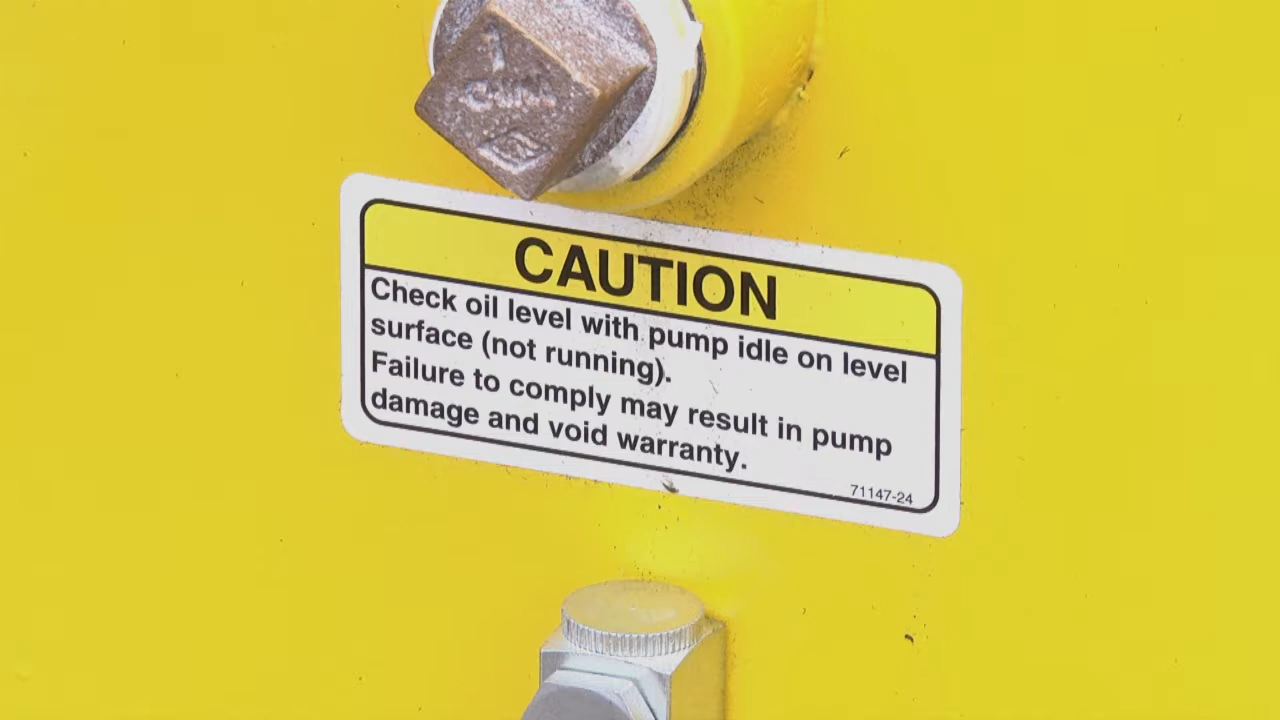 CAUTION
Check oil level with pump idle on level
surface (not running).
Failure to comply may result in pump
damage and void warranty.
71147-24